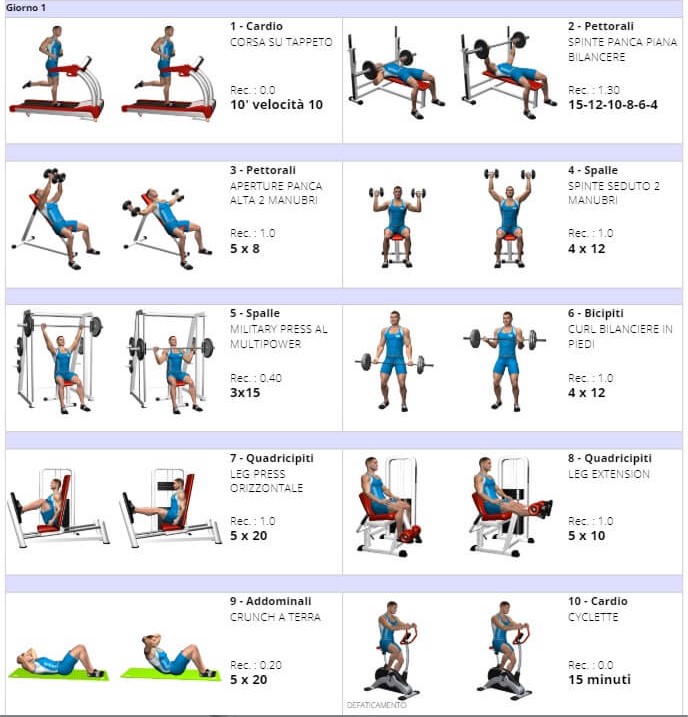 Giorno 1
1 - Cardio
CORSA SU TAPPETO
Rec. : 0.0
10' velocità 10
2 - Pettorali
SPINTE PANCA PIANA
BILANCERE
Rec. : 1.30
15-12-10-8-6-4
3 - Pettorali
APERTURE PANCA
ALTA 2 MANUBRI
Rec. : 1.0
5 x 8
4 - Spalle
SPINTE SEDUTO 2
MANUBRI
Rec. : 1.0
4 x 12
5 - Spalle
MILITARY PRESS AL
MULTIPOWER
Rec. : 0.40
3x15
6 - Bicipiti
CURL BILANCIERE IN
PIEDI
Rec. : 1.0
4 x 12
7 - Quadricipiti
LEG PRESS
ORIZZONTALE
Rec. : 1.0
5 x 20
8 - Quadricipiti
LEG EXTENSION
Rec. : 1.0
5 x 10
9 - Addominali
CRUNCH A TERRA
Rec. : 0.20
5 x 20
10 - Cardio
CYCLETTE
Rec. : 0.0
15 minuti
DEFATICAMENTO